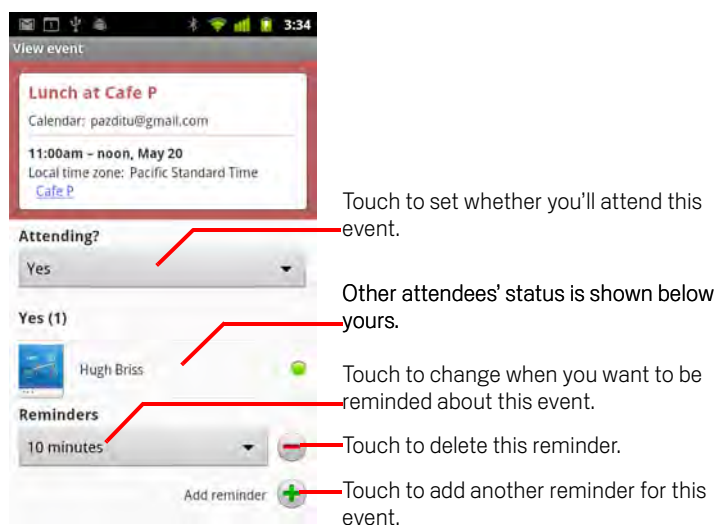 3:34
View event
Lunch at Cafe P
Calendar: pazditu@gmail.com
11:00am – noon, May 20
Local time zone: Pacific Standard Time
Cafe P
Attending?
Yes
Yes (1)
Hugh Briss
Reminders
10 minutes
Add reminder
Touch to set whether you'll attend this
event.
Other attendees' status is shown below
yours.
Touch to change when you want to be
reminded about this event.
Touch to delete this reminder.
Touch to add another reminder for this
event.